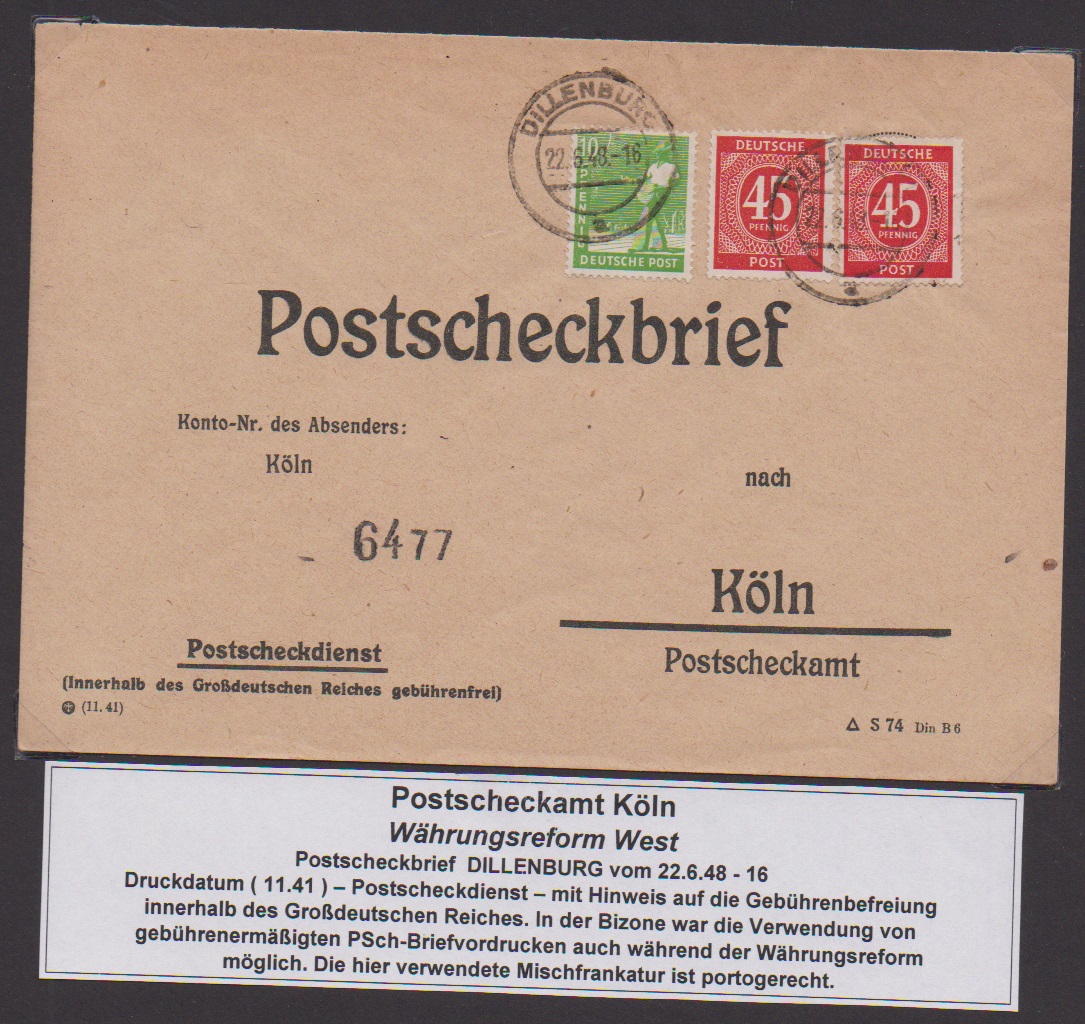 DILLENBURG
22.6.48.-16
a
10
PFENNIG
DEUTSCHE POST
DEUTSCHE
45
PFENNIG
POST
DEUTSCHE
45
PFENNIG
POST
Postscheckbrief
Konto-Nr. des Absenders:
Köln
nach
6477
Köln
Postscheckdienst
Postscheckamt
(Innerhalb des Großdeutschen Reiches gebührenfrei)
(11.41)
Δ S 74 Din B 6
Postscheckamt Köln
Währungsreform West
Postscheckbrief DILLENBURG vom 22.6.48 - 16
Druckdatum ( 11.41 ) – Postscheckdienst – mit Hinweis auf die Gebührenbefreiung
innerhalb des Großdeutschen Reiches. In der Bizone war die Verwendung von
gebührenermäßigten PSch-Briefvordrucken auch während der Währungsreform
möglich. Die hier verwendete Mischfrankatur ist portogerecht.